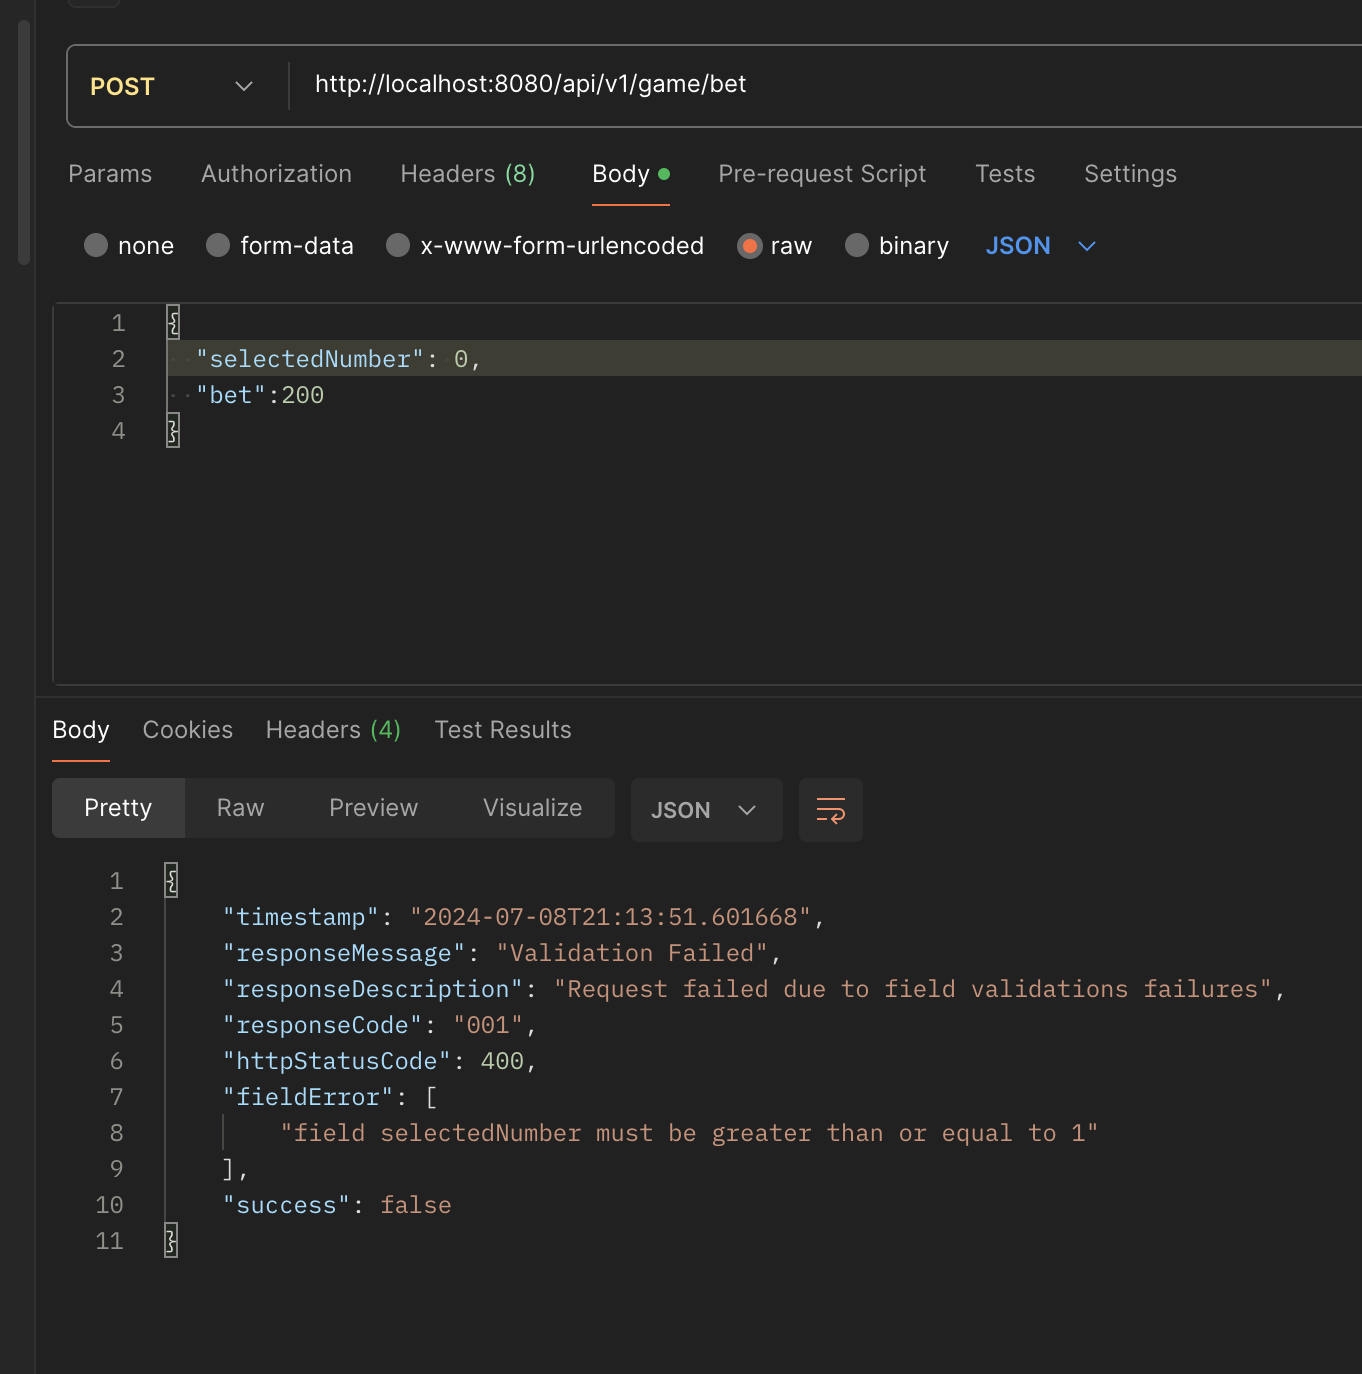 POST http://localhost:8080/api/v1/game/bet
Params Authorization Headers (8) Body Pre-request Script Tests Settings
none form-data x-www-form-urlencoded raw binary JSON
1 {
2 "selectedNumber": 0,
3 "bet":200
4 }
Body Cookies Headers (4) Test Results
Pretty Raw Preview Visualize JSON
1 {
2 "timestamp": "2024-07-08T21:13:51.601668",
3 "responseMessage": "Validation Failed",
4 "responseDescription": "Request failed due to field validations failures",
5 "responseCode": "001",
6 "httpStatusCode": 400,
7 "fieldError": [
8 "field selectedNumber must be greater than or equal to 1"
9 ],
10 "success": false
11 }